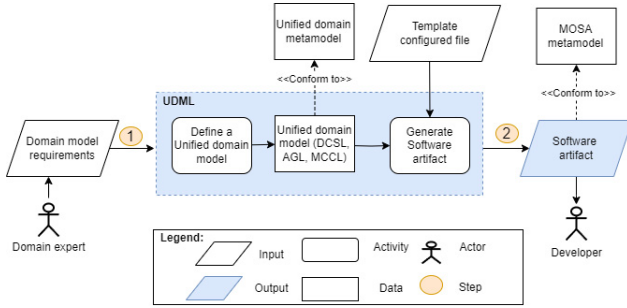 Unified domain
metamodel
Template
configured file
MOSA
metamodel
<<Conform to>>
<<Conform to>>
UDML
1
2
Domain model
requirements
Define a
Unified domain
model
Unified domain
model (DCSL,
AGL, MCCL)
Generate
Software
artifact
Software
artifact
Domain expert
Developer
Legend:
Input
Activity
Actor
Output
Data
Step